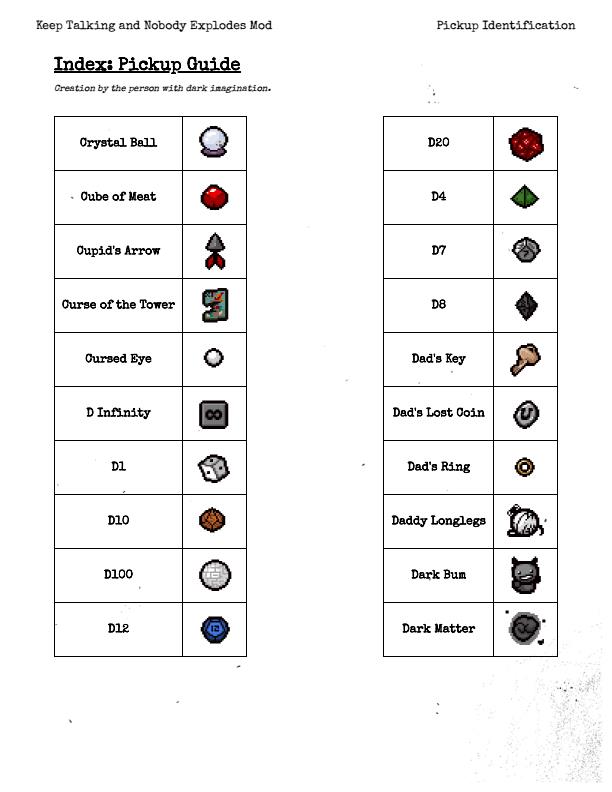 Keep Talking and Nobody Explodes Mod
Pickup Identification
Index: Pickup Guide
Creation by the person with dark imagination.
Crystal Ball
Cube of Meat
Cupid's Arrow
Curse of the Tower
Cursed Eye
D Infinity
∞
D1
D10
D100
D12
12
D20
D4
D7
?
D8
Dad's Key
Dad's Lost Coin
U
Dad's Ring
Daddy Longlegs
Dark Bum
Dark Matter